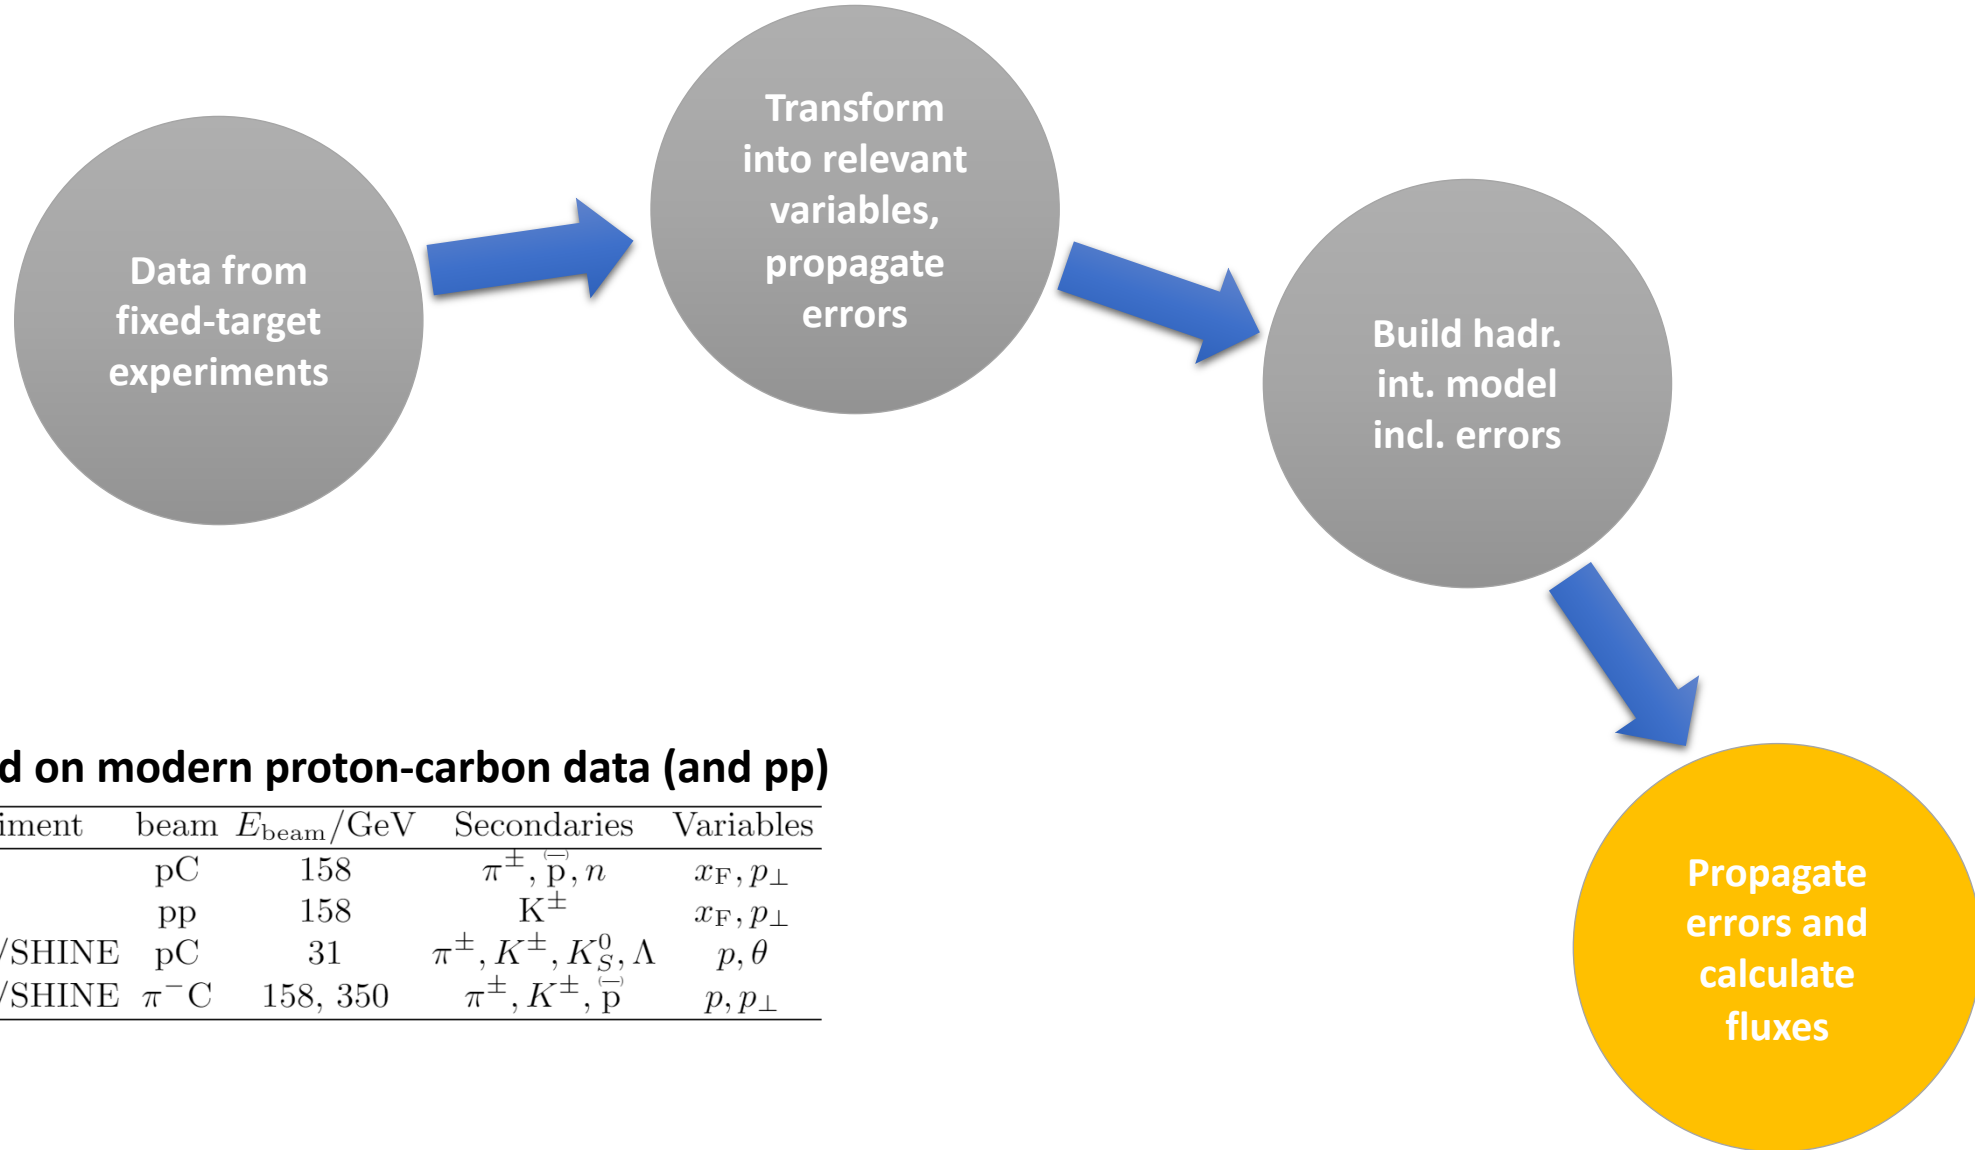 Transform
into relevant
variables,
propagate
errors
Data from
fixed-target
experiments
Build hadr.
int. model
incl. errors
d on modern proton-carbon data (and pp)
iment beam E_beam/GeV Secondaries Variables
pC 158 π^±, p̄^(—), n x_F, p_⊥
pp 158 K^± x_F, p_⊥
/SHINE pC 31 π^±, K^±, K^0_S, Λ p, θ
/SHINE π^−C 158, 350 π^±, K^±, p̄^(—) p, p_⊥
Propagate
errors and
calculate
fluxes